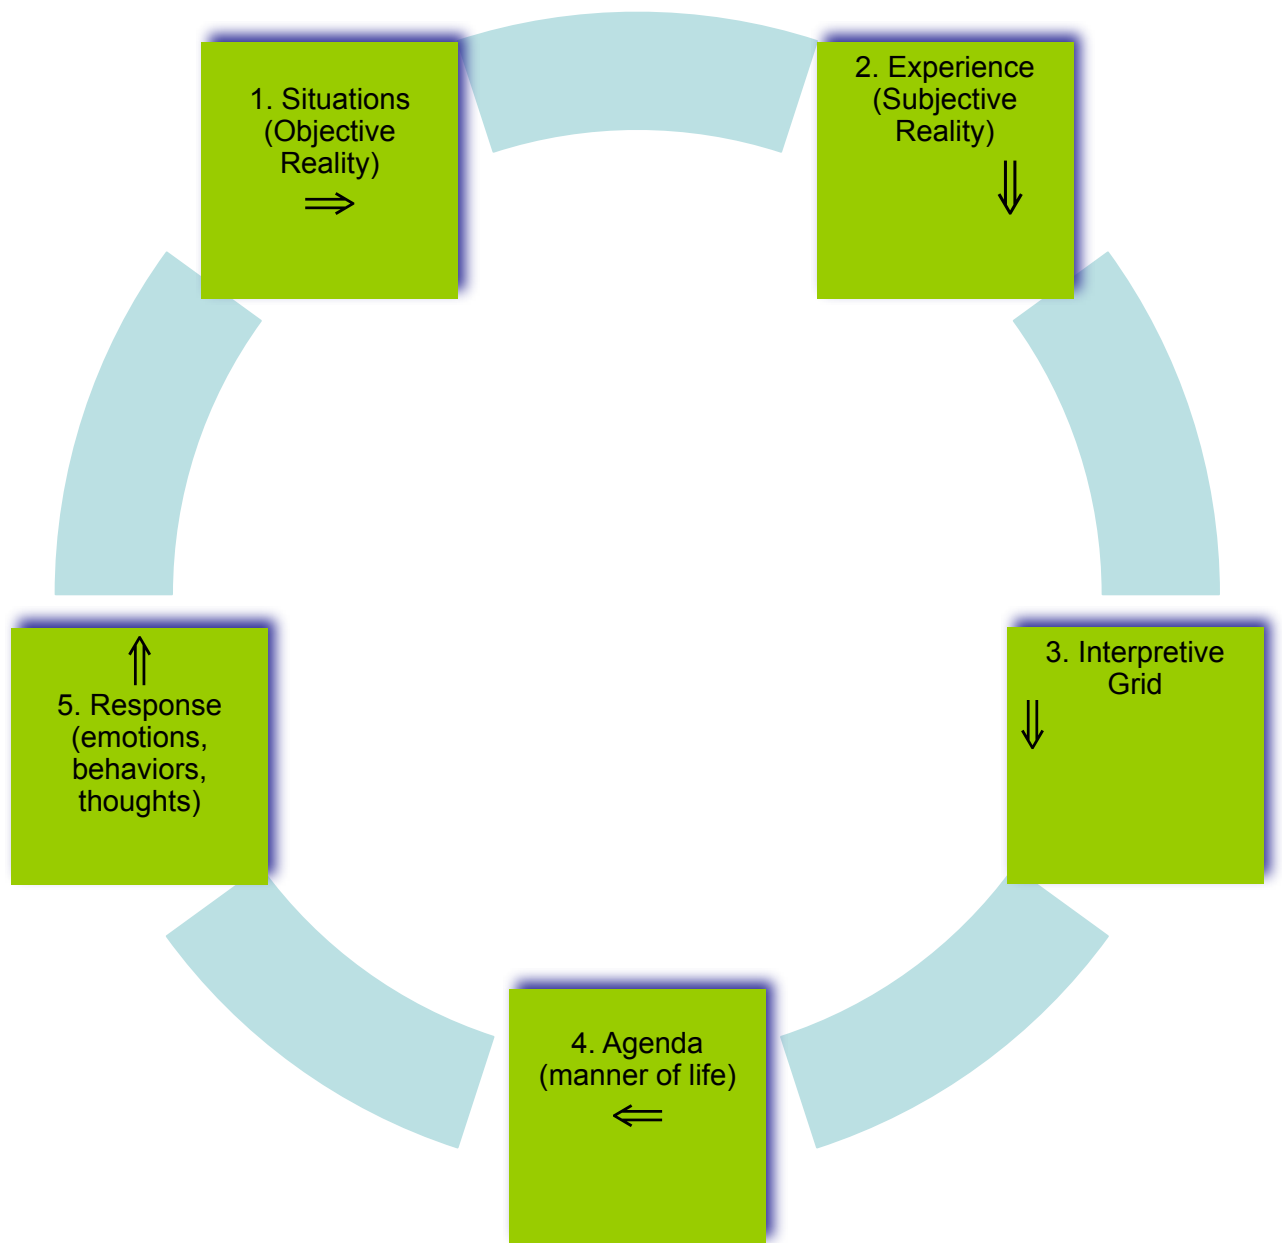 1. Situations
(Objective
Reality)
⇒
2. Experience
(Subjective
Reality)
⇓
3. Interpretive
Grid
⇓
4. Agenda
(manner of life)
⇐
⇑
5. Response
(emotions,
behaviors,
thoughts)